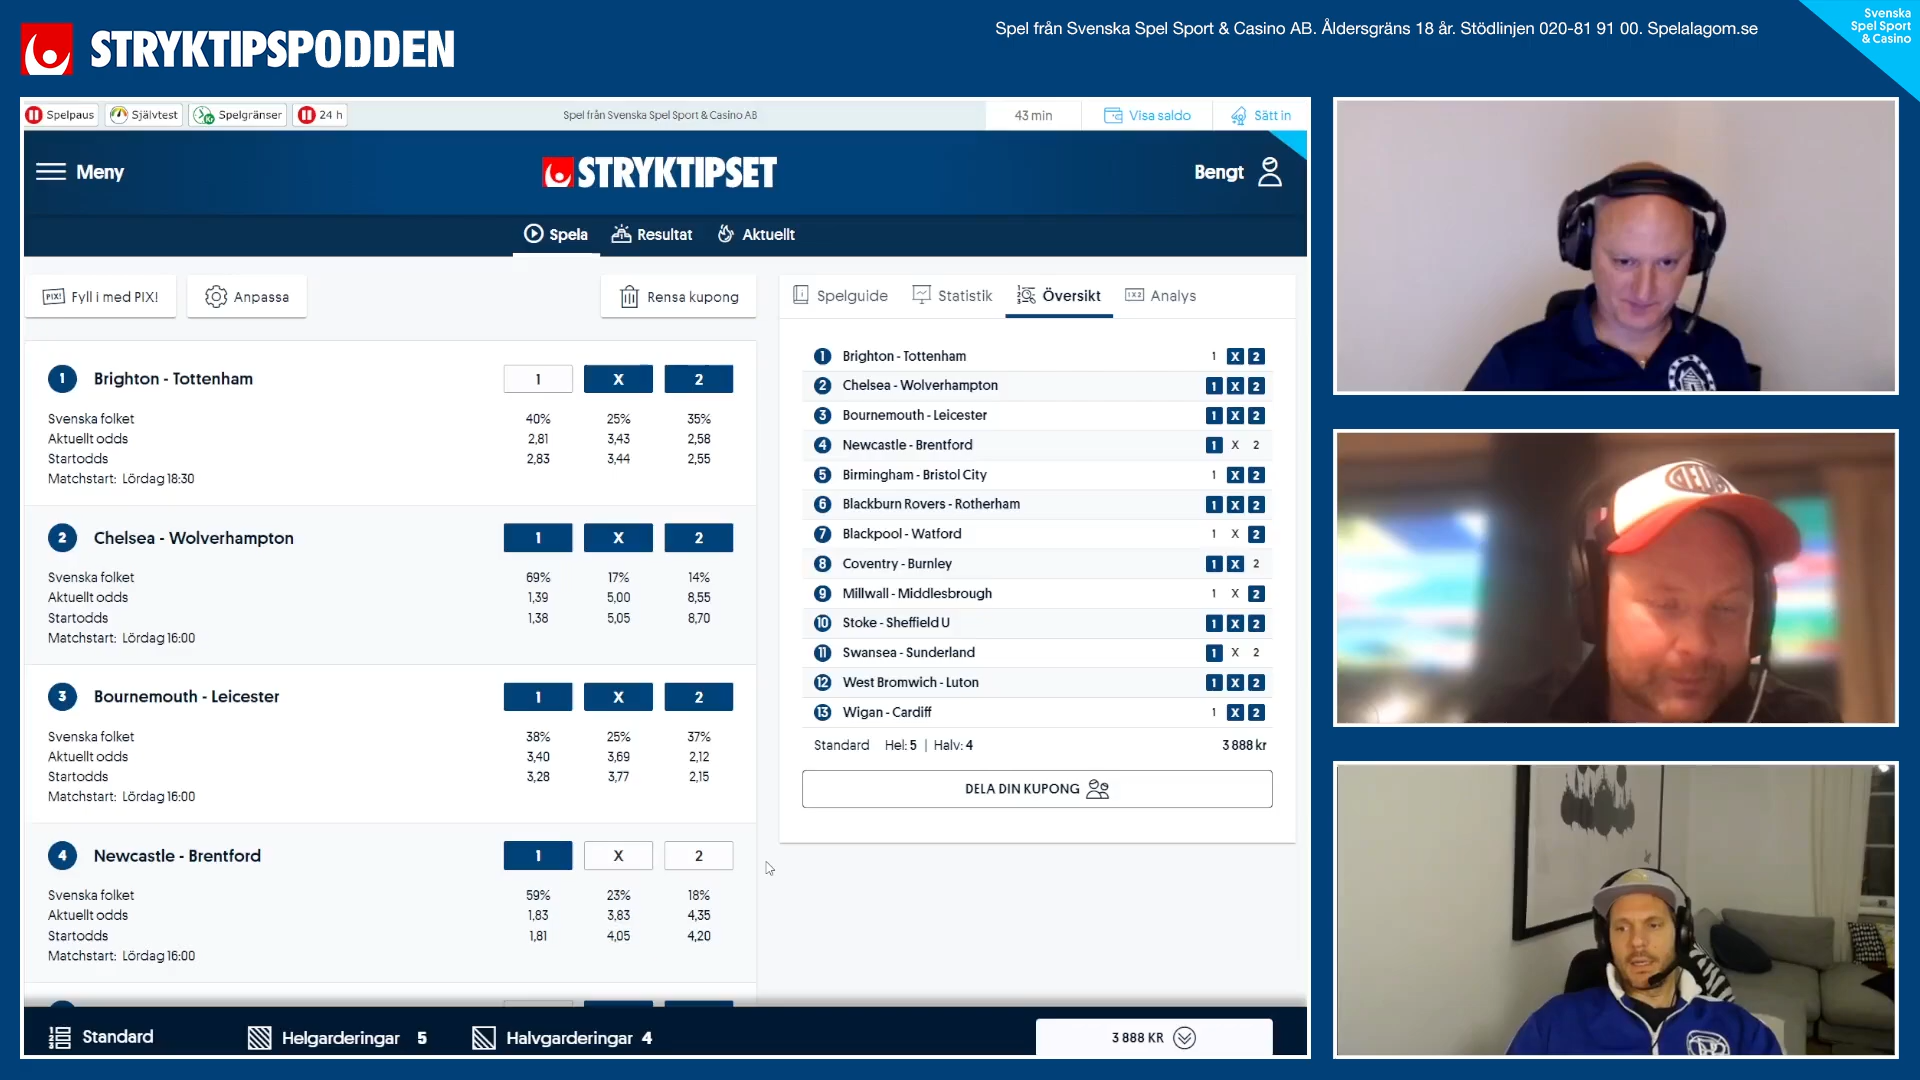 STRYKTIPSPODDEN
Spel från Svenska Spel Sport & Casino AB. Åldersgräns 18 år. Stödlinjen 020-81 91 00. Spelalagom.se
Svenska
Spel Sport
& Casino
Spelpaus
Självtest
Spelgränser
24 h
Spel från Svenska Spel Sport & Casino AB
43 min
Visa saldo
Sätt in
Meny
STRYKTIPSET
Bengt
Spela
Resultat
Aktuellt
PIX! Fyll i med PIX!
Anpassa
Rensa kupong
1 Brighton - Tottenham 1 X 2
Svenska folket 40% 25% 35%
Aktuellt odds 2,81 3,43 2,58
Startodds 2,83 3,44 2,55
Matchstart: Lördag 18:30
2 Chelsea - Wolverhampton 1 X 2
Svenska folket 69% 17% 14%
Aktuellt odds 1,39 5,00 8,55
Startodds 1,38 5,05 8,70
Matchstart: Lördag 16:00
3 Bournemouth - Leicester 1 X 2
Svenska folket 38% 25% 37%
Aktuellt odds 3,40 3,69 2,12
Startodds 3,28 3,77 2,15
Matchstart: Lördag 16:00
4 Newcastle - Brentford 1 X 2
Svenska folket 59% 23% 18%
Aktuellt odds 1,83 3,83 4,35
Startodds 1,81 4,05 4,20
Matchstart: Lördag 16:00
Spelguide
Statistik
Översikt
1X2 Analys
1 Brighton - Tottenham 1 X 2
2 Chelsea - Wolverhampton 1 X 2
3 Bournemouth - Leicester 1 X 2
4 Newcastle - Brentford 1 X 2
5 Birmingham - Bristol City 1 X 2
6 Blackburn Rovers - Rotherham 1 X 2
7 Blackpool - Watford 1 X 2
8 Coventry - Burnley 1 X 2
9 Millwall - Middlesbrough 1 X 2
10 Stoke - Sheffield U 1 X 2
11 Swansea - Sunderland 1 X 2
12 West Bromwich - Luton 1 X 2
13 Wigan - Cardiff 1 X 2
Standard Hel: 5 | Halv: 4 3 888 kr
DELA DIN KUPONG
Standard
Helgarderingar 5
Halvgarderingar 4
3 888 KR